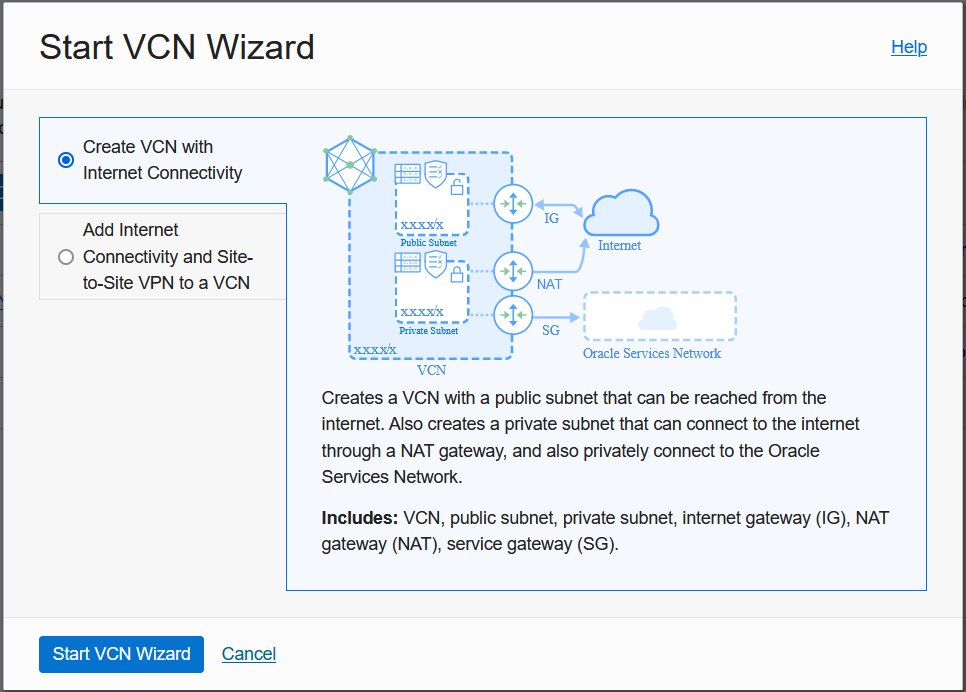 Start VCN Wizard
Help
Create VCN with
Internet Connectivity
Add Internet
Connectivity and Site-
to-Site VPN to a VCN
xxxx/x
Public Subnet
IG
Internet
NAT
xxxx/x
Private Subnet
SG
xxxx/x
Oracle Services Network
VCN
Creates a VCN with a public subnet that can be reached from the
internet. Also creates a private subnet that can connect to the internet
through a NAT gateway, and also privately connect to the Oracle
Services Network.
Includes: VCN, public subnet, private subnet, internet gateway (IG), NAT
gateway (NAT), service gateway (SG).
Start VCN Wizard
Cancel